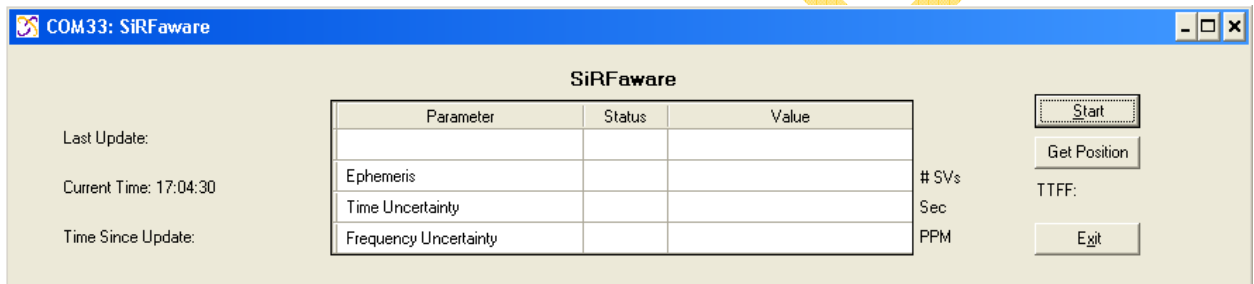 COM33: SiRFaware
SiRFaware
Parameter Status Value
Start
Last Update:
Get Position
Ephemeris # SVs
Current Time: 17:04:30
TTFF:
Time Uncertainty Sec
Time Since Update:
Frequency Uncertainty PPM
Exit